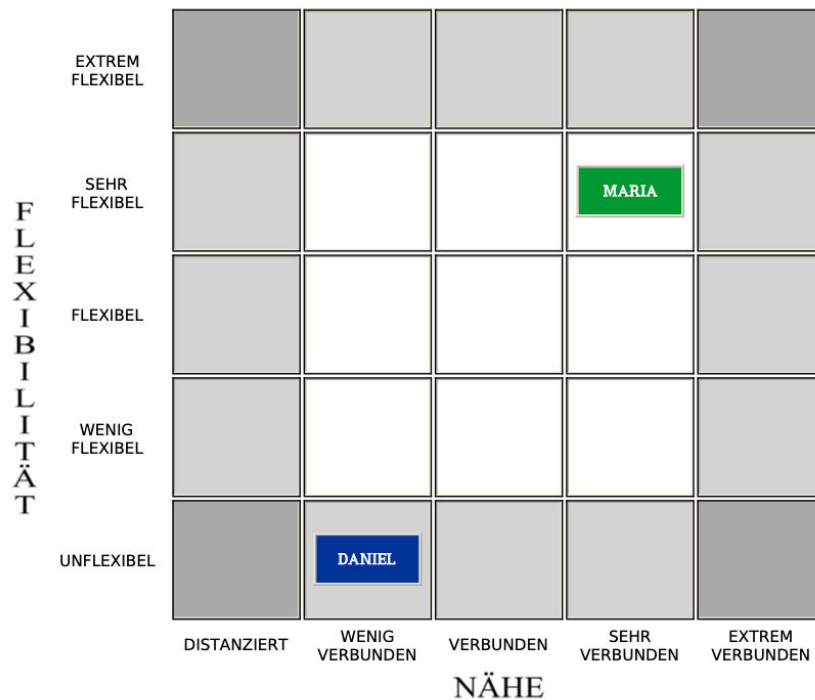 EXTREM
FLEXIBEL
SEHR
FLEXIBEL
MARIA
FLEXIBEL
WENIG
FLEXIBEL
UNFLEXIBEL
DANIEL
FLEXIBILITÄT
DISTANZIERT
WENIG
VERBUNDEN
VERBUNDEN
SEHR
VERBUNDEN
EXTREM
VERBUNDEN
NÄHE